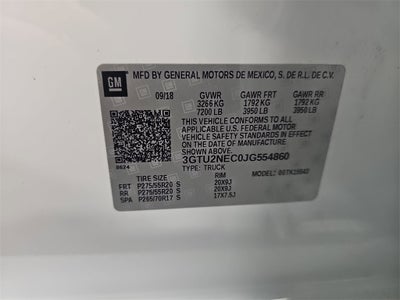 GM
MFD BY GENERAL MOTORS DE MEXICO, S. DE R.L. DE C.V.
09/18 GVWR GAWR FRT GAWR RR
3266 KG 1792 KG 1792 KG
7200 LB 3950 LB 3950 LB
THIS VEHICLE CONFORMS TO ALL
APPLICABLE U.S. FEDERAL MOTOR
VEHICLE SAFETY STANDARDS IN EFFECT ON THE
DATE OF MANUFACTURE SHOWN ABOVE.
3GTU2NEC0JG554860
TYPE: TRUCK
TIRE SIZE RIM
FRT P275/55R20 S 20X9J
RR P275/55R20 S 20X9J
SP P265/70R17 S 17X7.5J